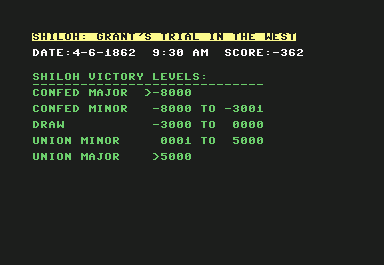 SHILOH: GRANT'S TRIAL IN THE WEST
DATE:4-6-1862 9:30 AM SCORE:-362
SHILOH VICTORY LEVELS:
-----------------------------
CONFED MAJOR >-8000
CONFED MINOR -8000 TO -3001
DRAW -3000 TO 0000
UNION MINOR 0001 TO 5000
UNION MAJOR >5000